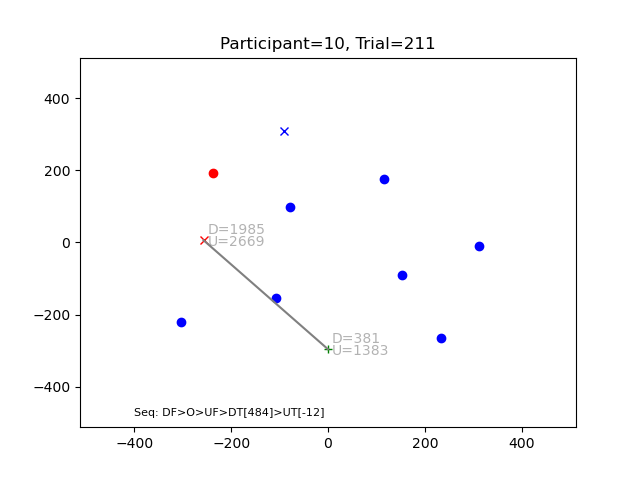 Participant=10, Trial=211
400
200
0
−200
−400
D=1985
U=2669
D=381
U=1383
Seq: DF>O>UF>DT[484]>UT[-12]
−400
−200
0
200
400